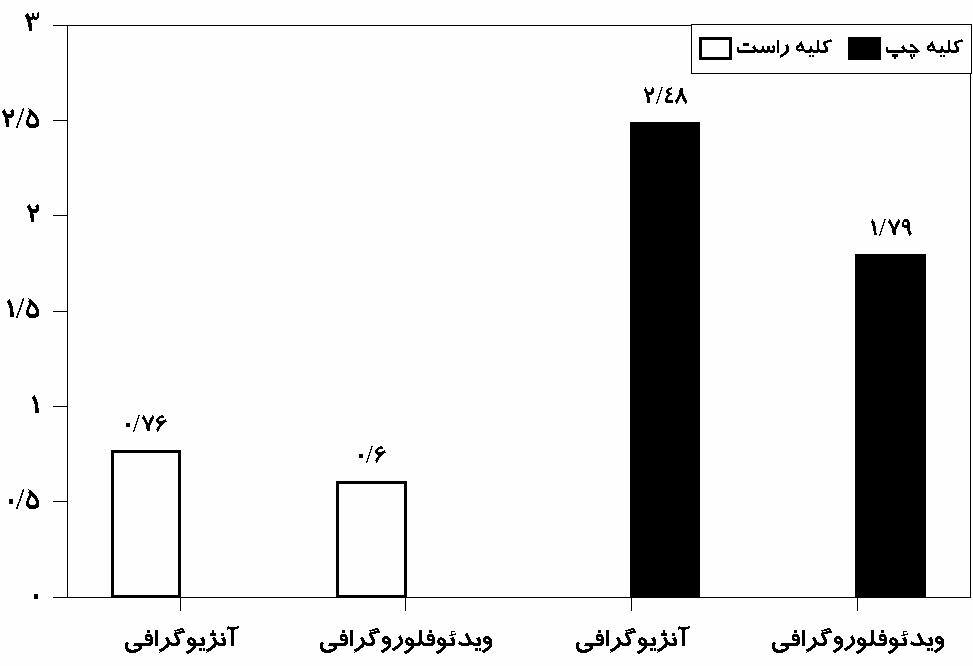 کلیه چپ
کلیه راست
۳
۲/۵
۲
۱/۵
۱
۰/۵
۰
۰/۷۶
۰/۶
۲/٤۸
۱/۷۹
آنژیوگرافی
ویدئوفلوروگرافی
آنژیوگرافی
ویدئوفلوروگرافی